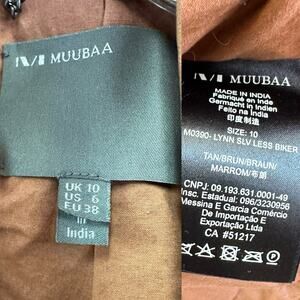 MUUBAA
UK 10
US 6
EU 38
in
India
MUUBAA
MADE IN INDIA
Fabriqué en Inde
Germacht in Indien
Fatto in India
印度制造
SIZE: 10
M0390- LYNN SLV LESS BIKER
TAN/BRUN/BRAUN/
MARROM/布朗
CNPJ: 09.193.631.0001-49
Insc. Estadual: 096/3230956
Messina E Garcia Comércio
De Importação E
Exportação Ltda
CA #51217